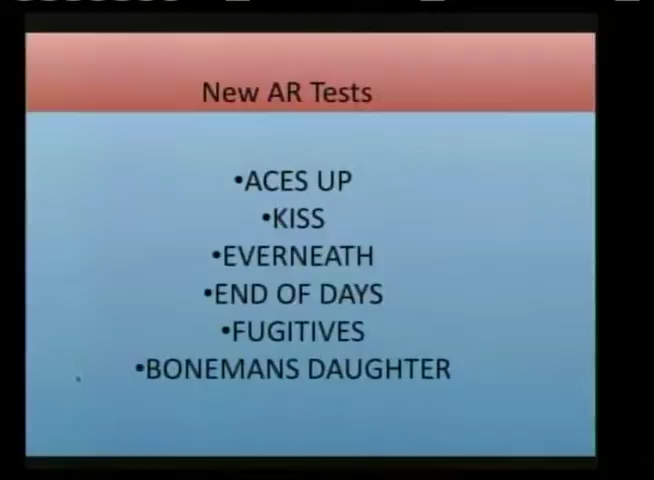 New AR Tests
•ACES UP
•KISS
•EVERNEATH
•END OF DAYS
•FUGITIVES
•BONEMANS DAUGHTER